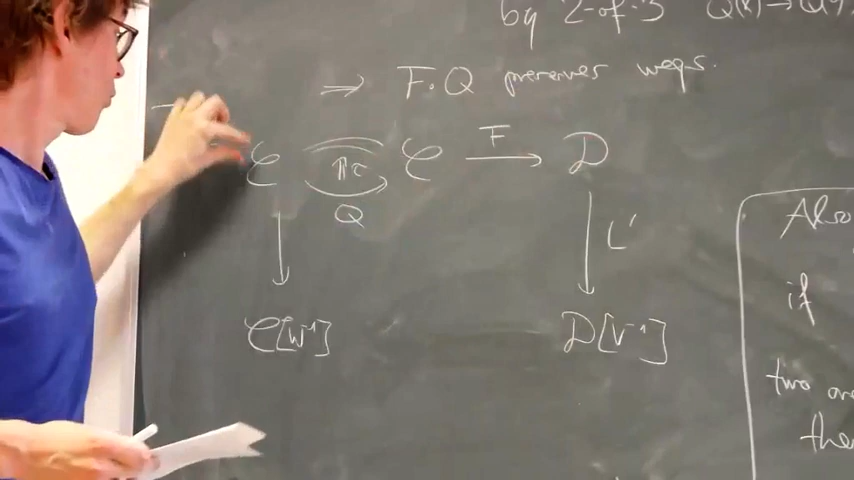 by 2-of-3 Q(X)→Q(Y)
⇒ F∘Q preserves weqs.
C C F→ D
Q
L'
C[W⁻¹] D[V⁻¹]
Also
if
two
the